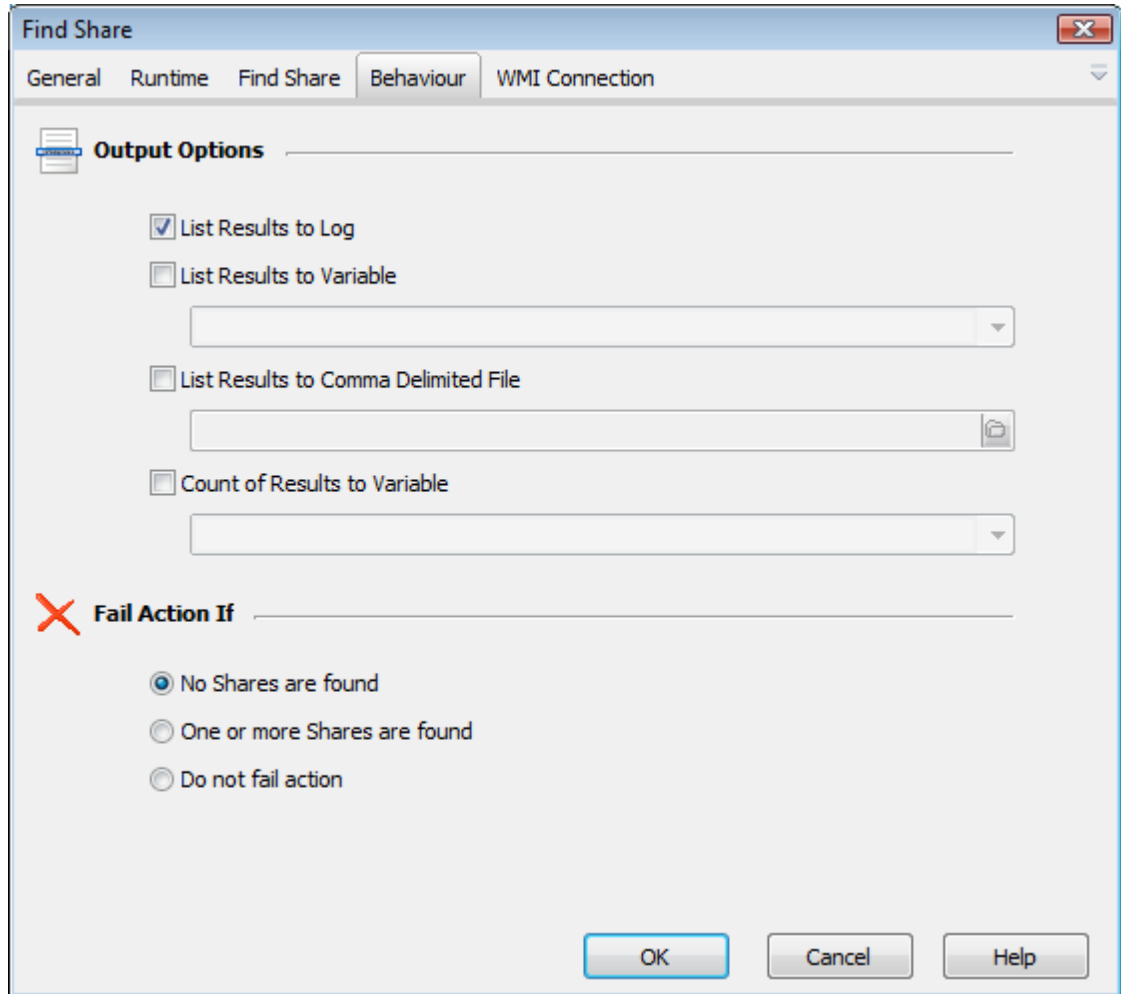 Find Share
General Runtime Find Share Behaviour WMI Connection
Output Options
List Results to Log
List Results to Variable
List Results to Comma Delimited File
Count of Results to Variable
Fail Action If
No Shares are found
One or more Shares are found
Do not fail action
OK Cancel Help